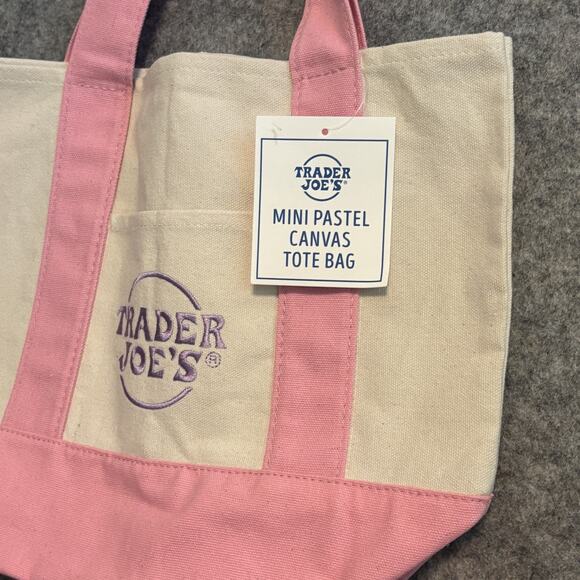 TRADER
JOE'S®
MINI PASTEL
CANVAS
TOTE BAG
TRADER
JOE'S®